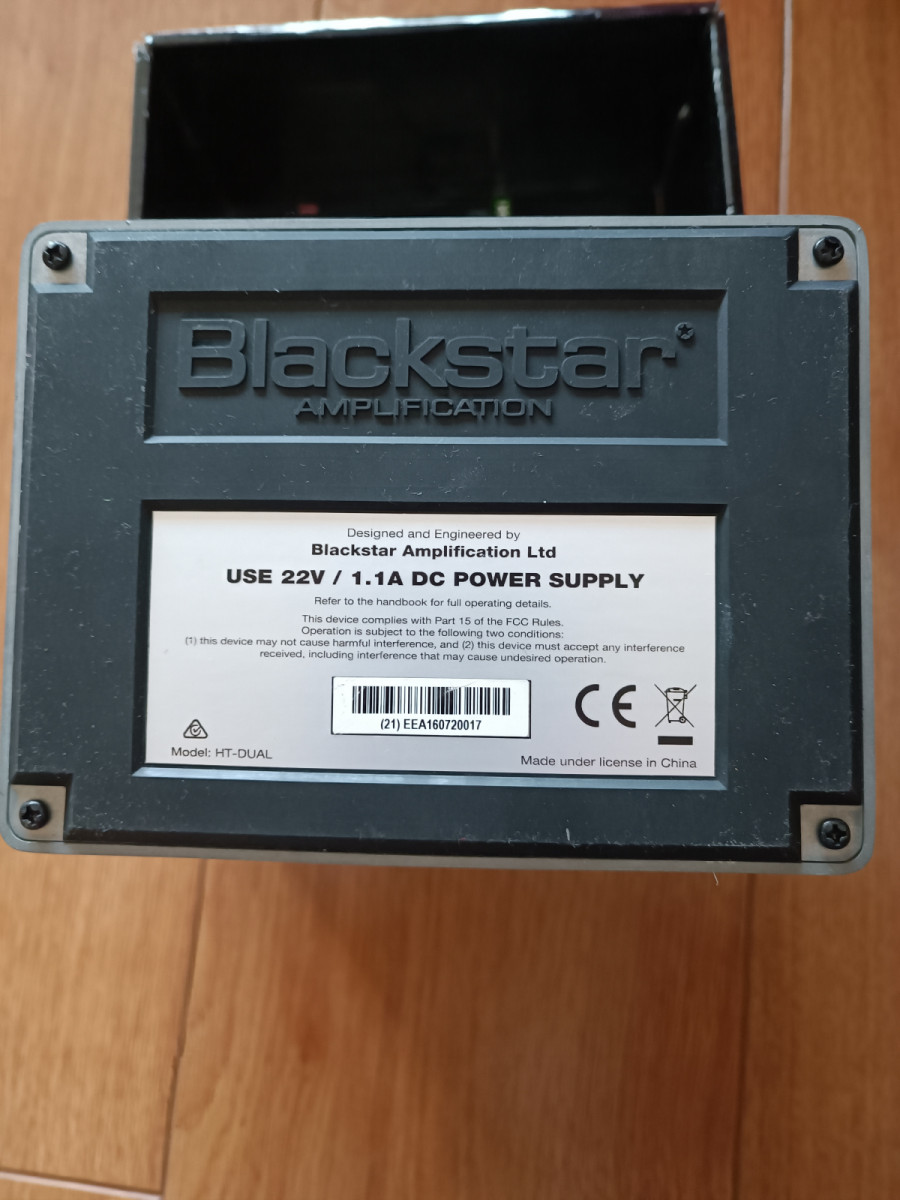 Blackstar
AMPLIFICATION
Designed and Engineered by
Blackstar Amplification Ltd
USE 22V / 1.1A DC POWER SUPPLY
Refer to the handbook for full operating details.
This device complies with Part 15 of the FCC Rules.
Operation is subject to the following two conditions:
(1) this device may not cause harmful interference, and (2) this device must accept any interference
received, including interference that may cause undesired operation.
(21) EEA160720017
CE
Model: HT-DUAL
Made under license in China